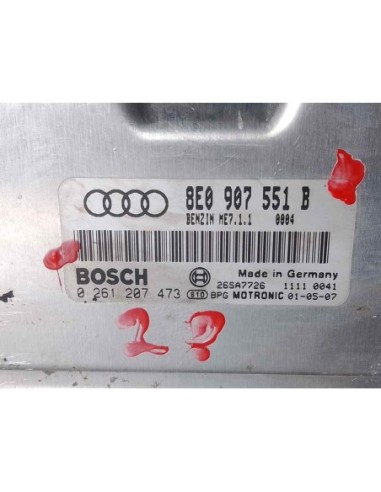 8E0 907 551 B
BENZIN ME7.1.1 0004
BOSCH Made in Germany
26SA7726 1111 0041
0 261 207 473 810 BPG MOTRONIC 01-05-07